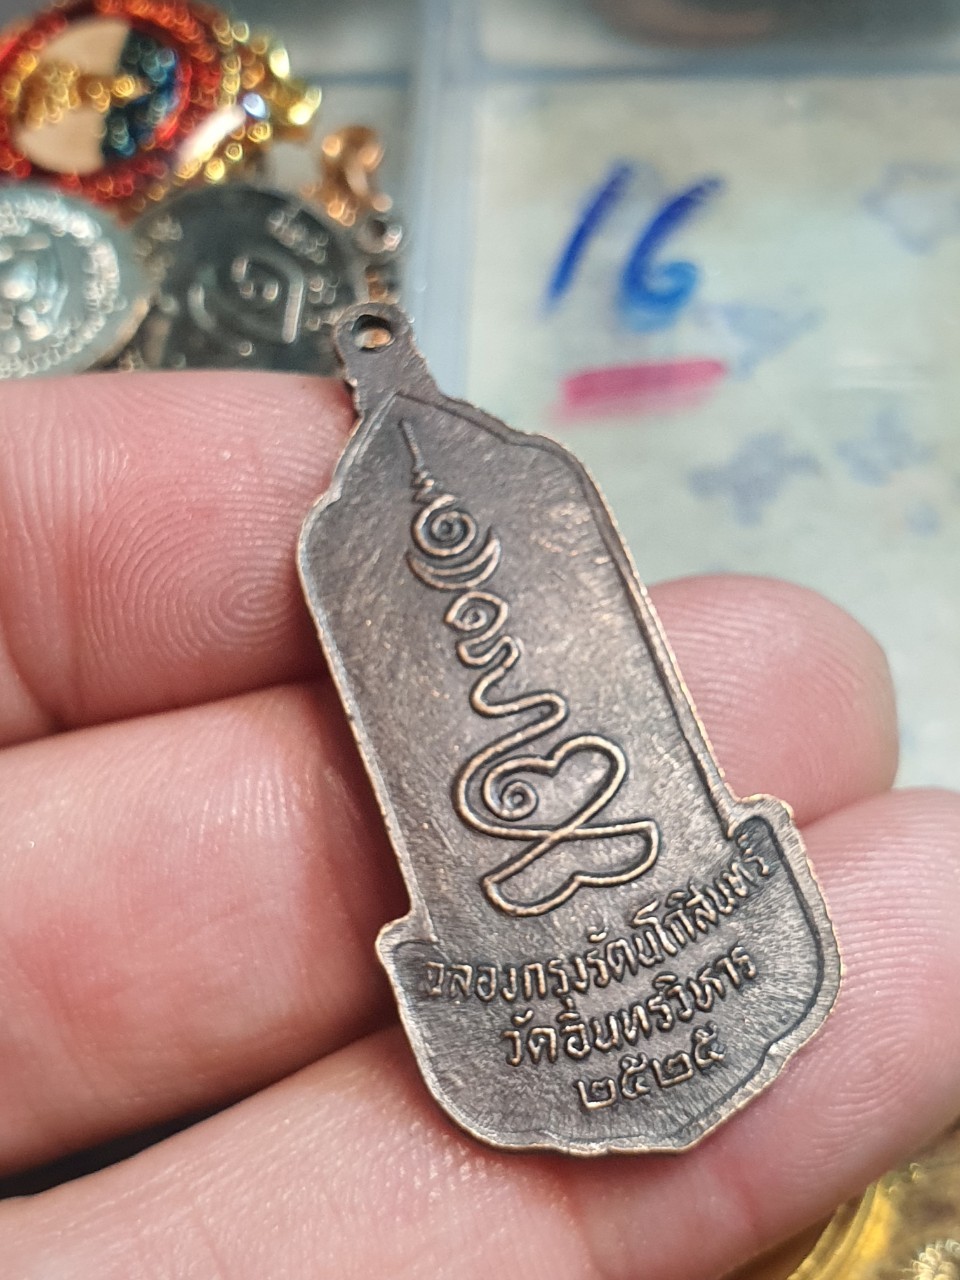 16
ฉลองกรุงรัตนโกสินทร์
วัดอินทรวิหาร
๒๕๒๕